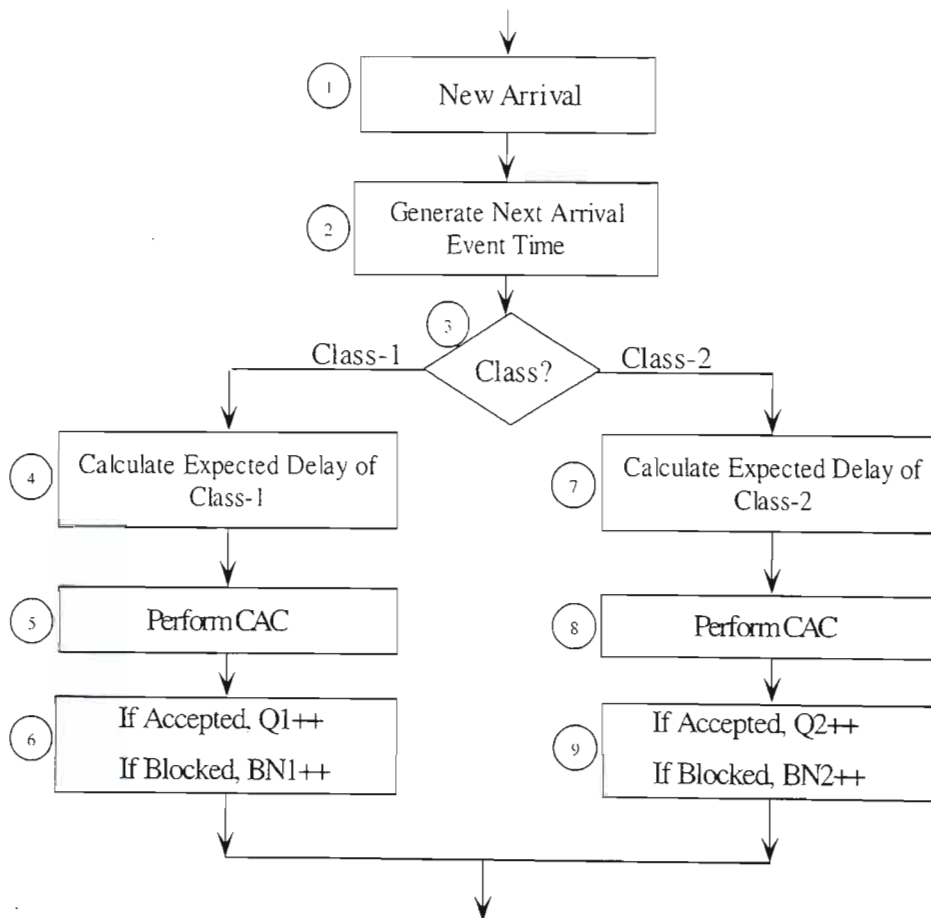 1
New Arrival
2
Generate Next Arrival
Event Time
3
Class?
Class-1
Class-2
4
Calculate Expected Delay of
Class-1
5
Perform CAC
6
If Accepted, Q1++
If Blocked, BN1++
7
Calculate Expected Delay of
Class-2
8
Perform CAC
9
If Accepted, Q2++
If Blocked, BN2++